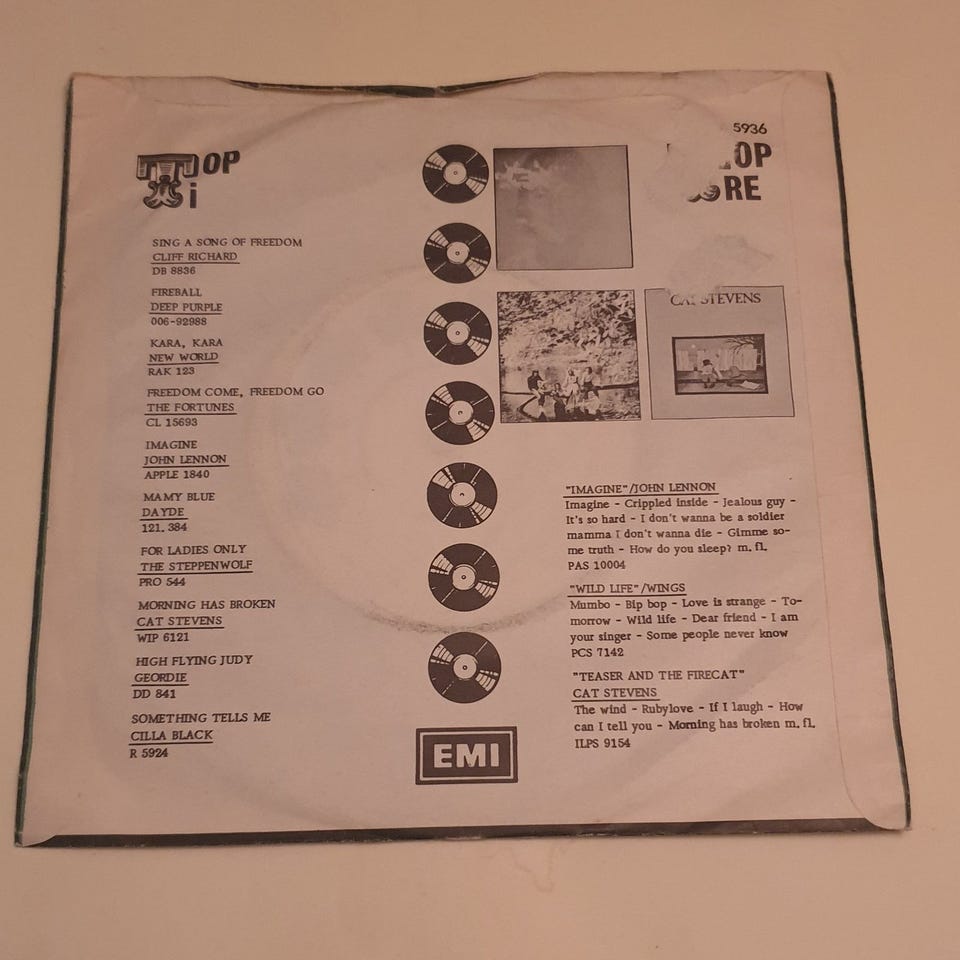 TOP
Ti
SING A SONG OF FREEDOM
CLIFF RICHARD
DB 8836
FIREBALL
DEEP PURPLE
006-92988
KARA, KARA
NEW WORLD
RAK 123
FREEDOM COME, FREEDOM GO
THE FORTUNES
CL 15693
IMAGINE
JOHN LENNON
APPLE 1840
MAMY BLUE
DAYDE
121.384
FOR LADIES ONLY
THE STEPPENWOLF
PRO 544
MORNING HAS BROKEN
CAT STEVENS
WIP 6121
HIGH FLYING JUDY
GEORDIE
DD 841
SOMETHING TELLS ME
CILLA BLACK
R 5924
EMI
5936
CAT STEVENS
"IMAGINE"/JOHN LENNON
Imagine - Crippled inside - Jealous guy -
It's so hard - I don't wanna be a soldier
mamma I don't wanna die - Gimme so-
me truth - How do you sleep? m. fl.
PAS 10004
"WILD LIFE"/WINGS
Mumbo - Bip bop - Love is strange - To-
morrow - Wild life - Dear friend - I am
your singer - Some people never know
PCS 7142
"TEASER AND THE FIRECAT"
CAT STEVENS
The wind - Rubylove - If I laugh - How
can I tell you - Morning has broken m. fl.
ILPS 9154